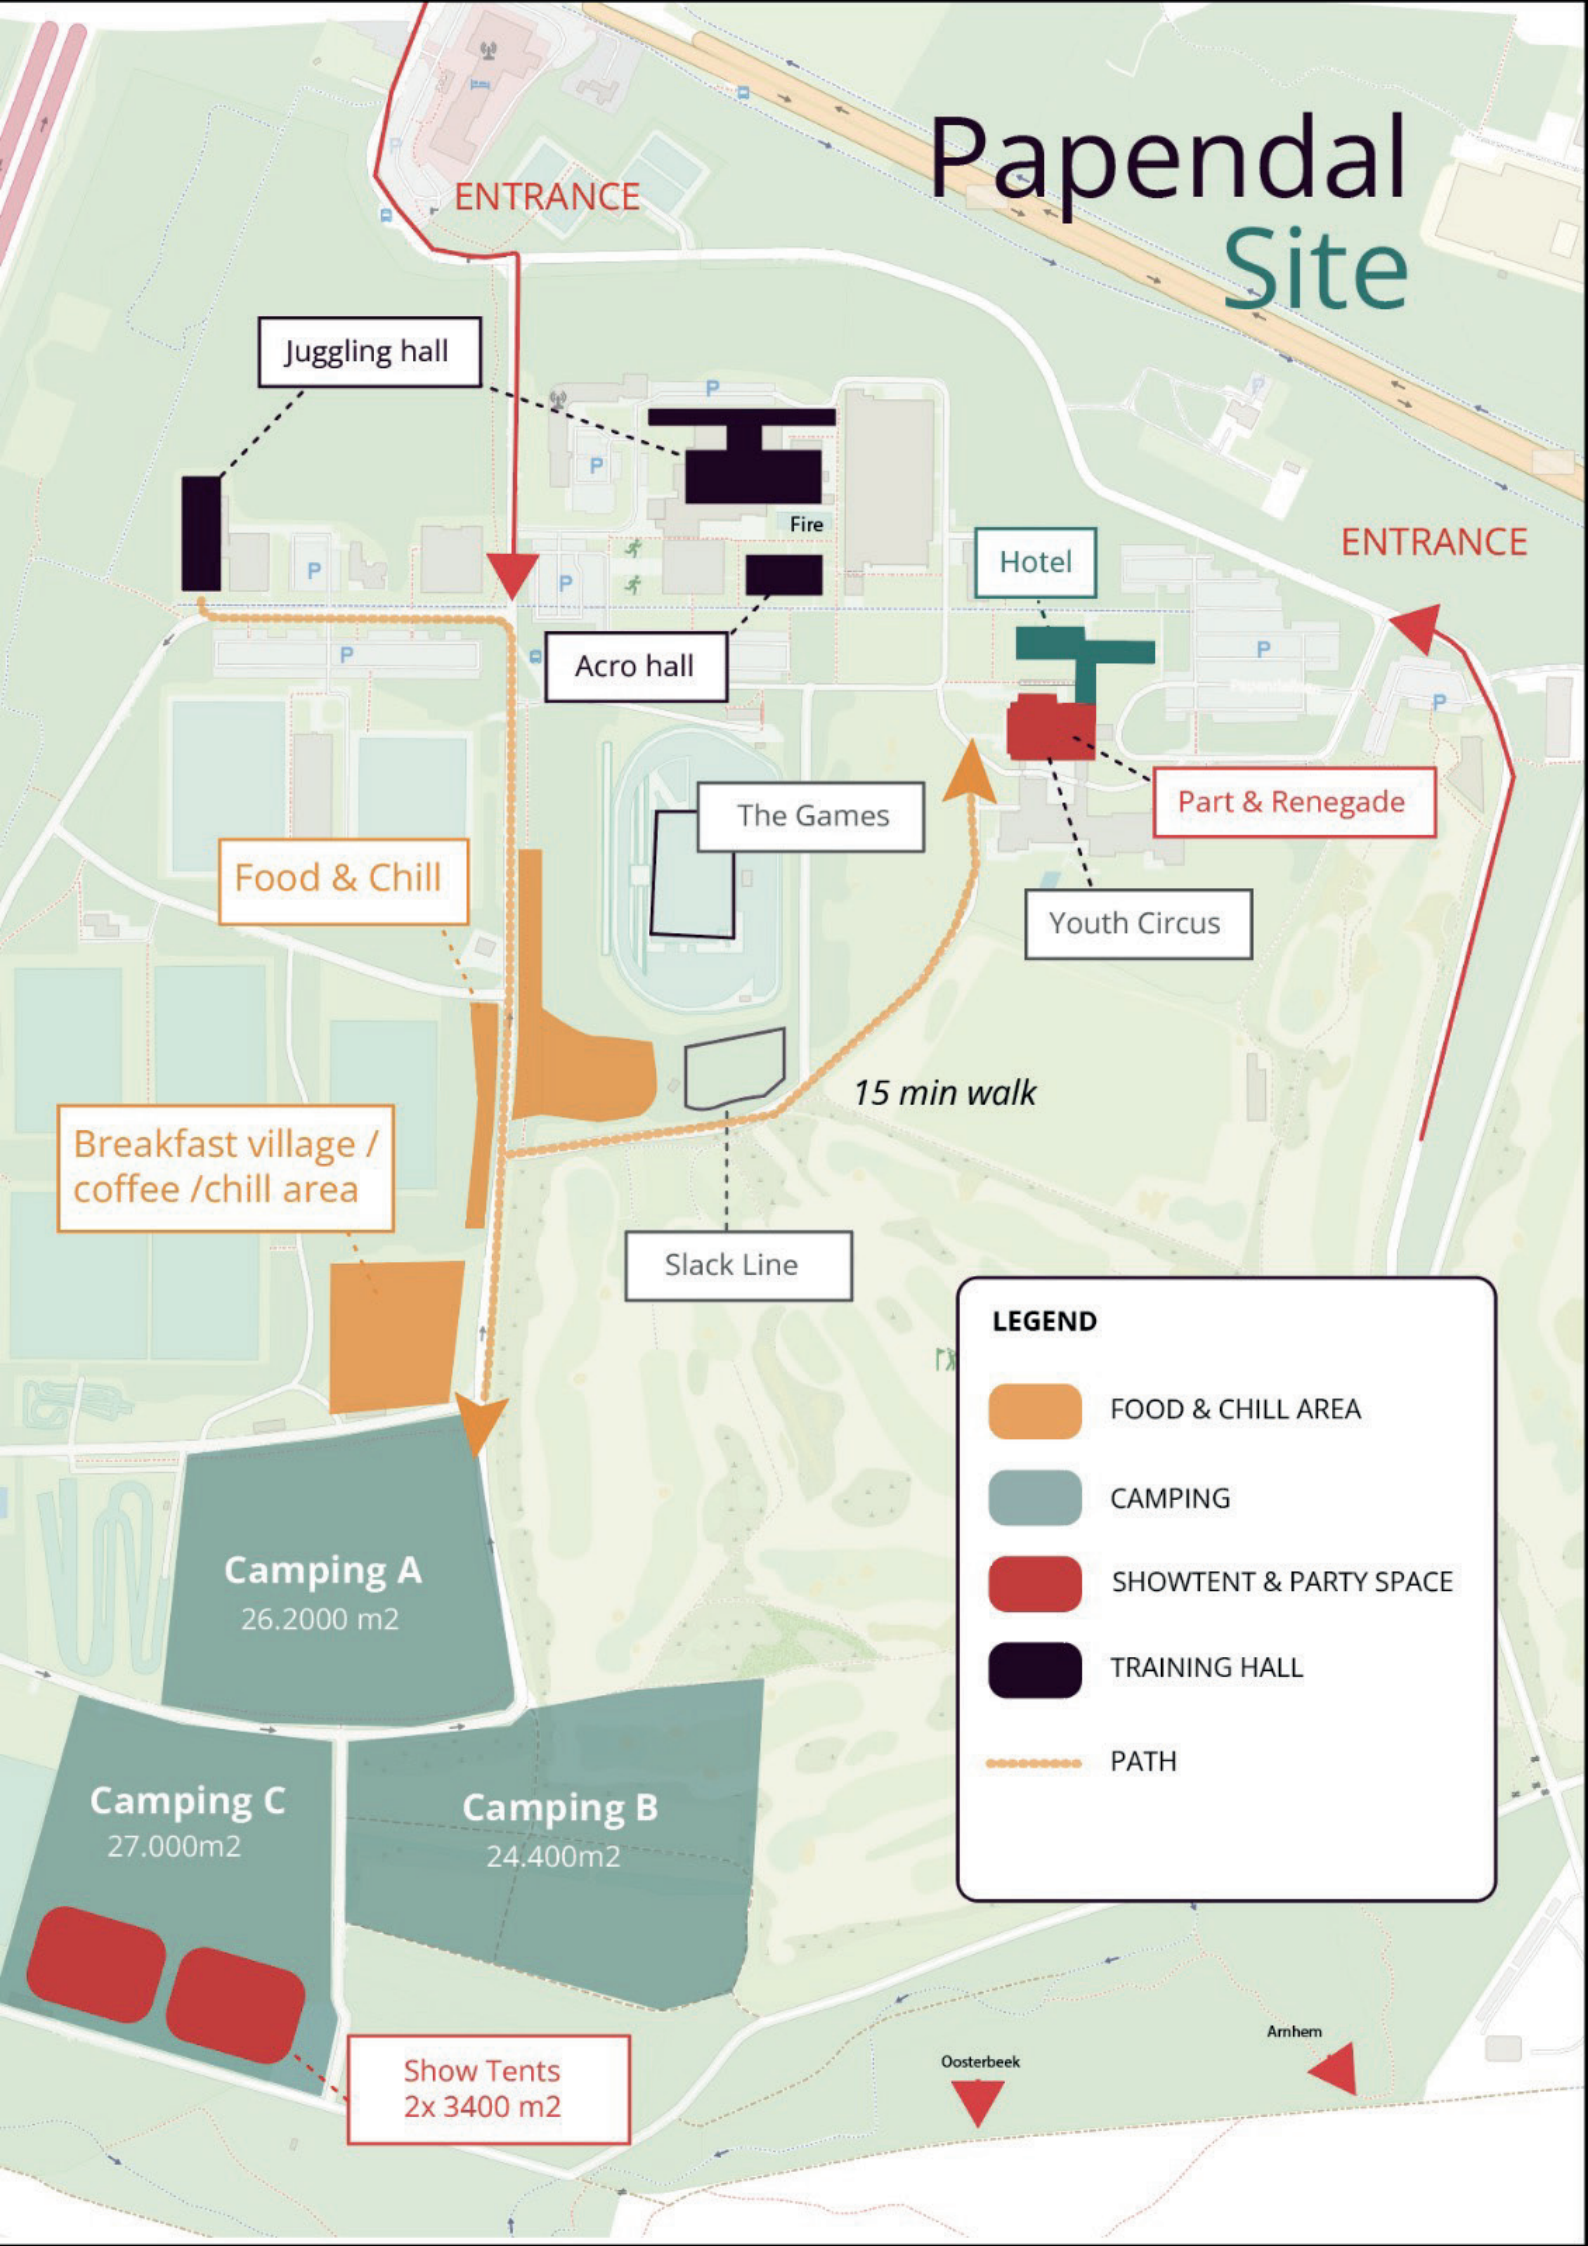 Papendal
Site
ENTRANCE
Juggling hall
Fire
Hotel
ENTRANCE
Acro hall
The Games
Part & Renegade
Food & Chill
Youth Circus
15 min walk
Breakfast village /
coffee /chill area
Slack Line
LEGEND
FOOD & CHILL AREA
CAMPING
SHOWTENT & PARTY SPACE
TRAINING HALL
PATH
Camping A
26.2000 m2
Camping C
27.000m2
Camping B
24.400m2
Show Tents
2x 3400 m2
Oosterbeek
Arnhem
P
P
P
P
P
P
P
P
P